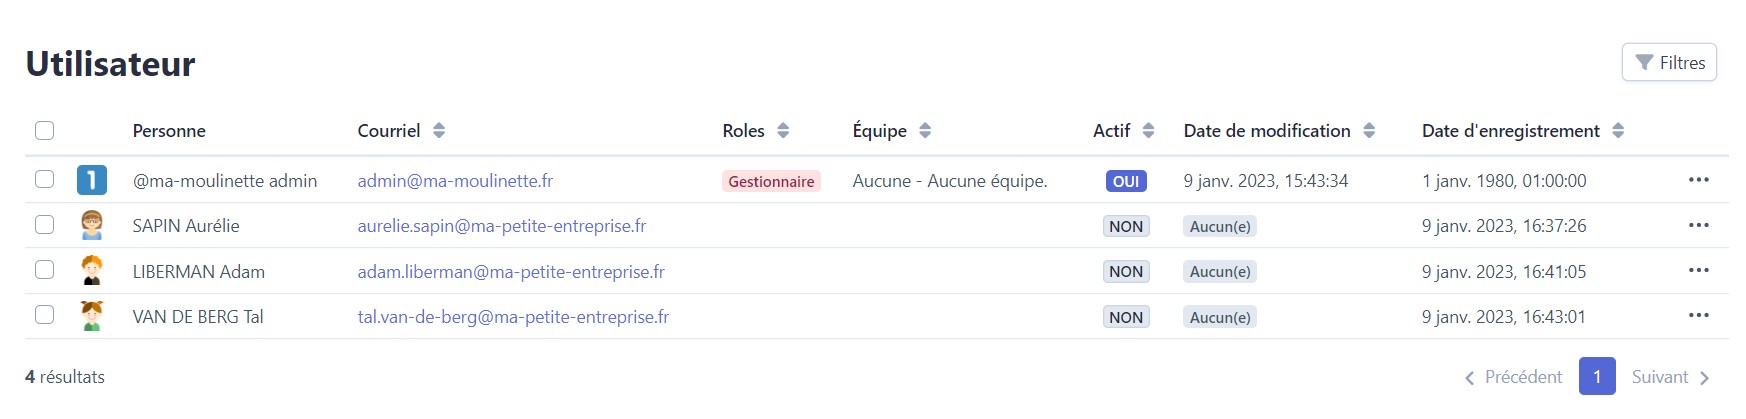 Utilisateur
Filtres
Personne Courriel Roles Équipe Actif Date de modification Date d'enregistrement
1 @ma-moulinette admin admin@ma-moulinette.fr Gestionnaire Aucune - Aucune équipe. OUI 9 janv. 2023, 15:43:34 1 janv. 1980, 01:00:00
SAPIN Aurélie aurelie.sapin@ma-petite-entreprise.fr NON Aucun(e) 9 janv. 2023, 16:37:26
LIBERMAN Adam adam.liberman@ma-petite-entreprise.fr NON Aucun(e) 9 janv. 2023, 16:41:05
VAN DE BERG Tal tal.van-de-berg@ma-petite-entreprise.fr NON Aucun(e) 9 janv. 2023, 16:43:01
4 résultats Précédent 1 Suivant